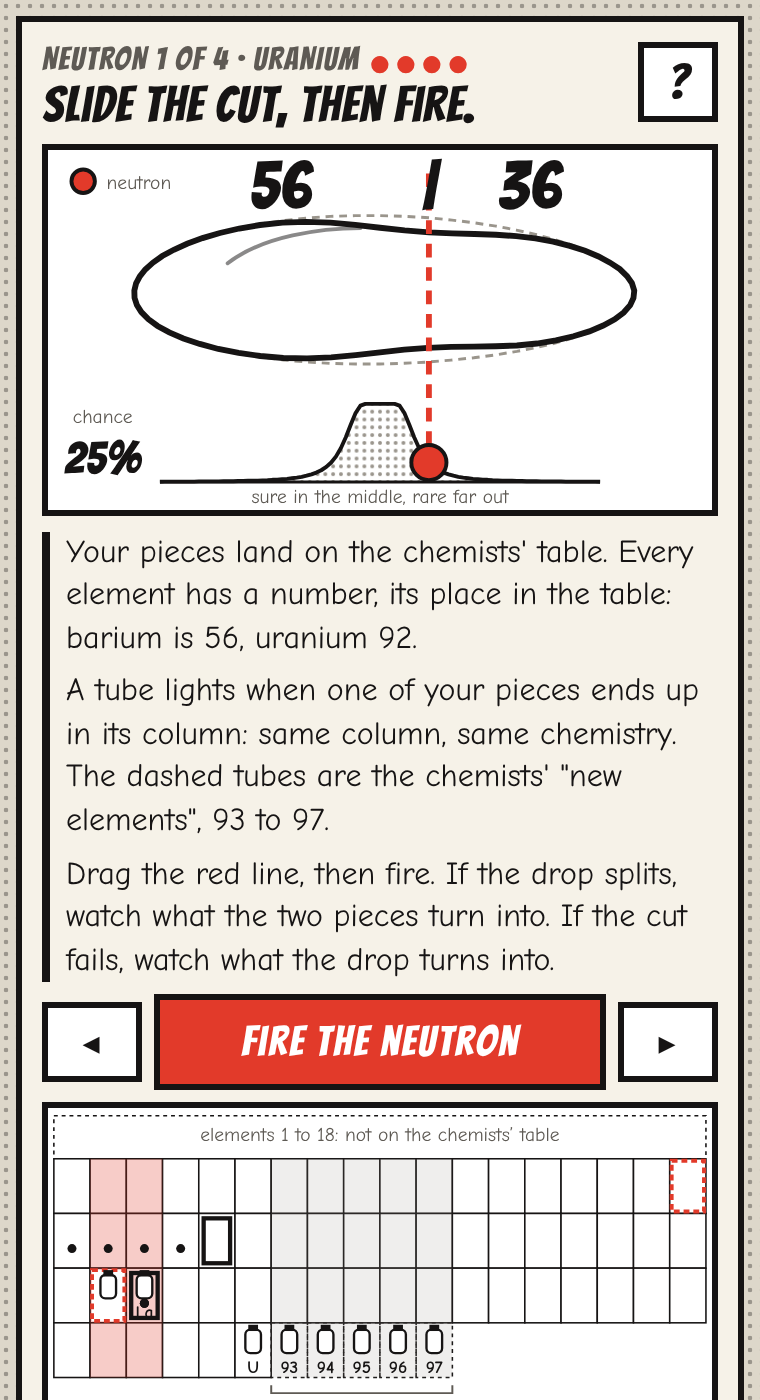 NEUTRON 1 OF 4 · URANIUM
SLIDE THE CUT, THEN FIRE.
?
neutron
56 / 36
chance
25%
sure in the middle, rare far out
Your pieces land on the chemists' table. Every
element has a number, its place in the table:
barium is 56, uranium 92.
A tube lights when one of your pieces ends up
in its column: same column, same chemistry.
The dashed tubes are the chemists' "new
elements", 93 to 97.
Drag the red line, then fire. If the drop splits,
watch what the two pieces turn into. If the cut
fails, watch what the drop turns into.
◄ FIRE THE NEUTRON ►
elements 1 to 18: not on the chemists’ table
U 93 94 95 96 97